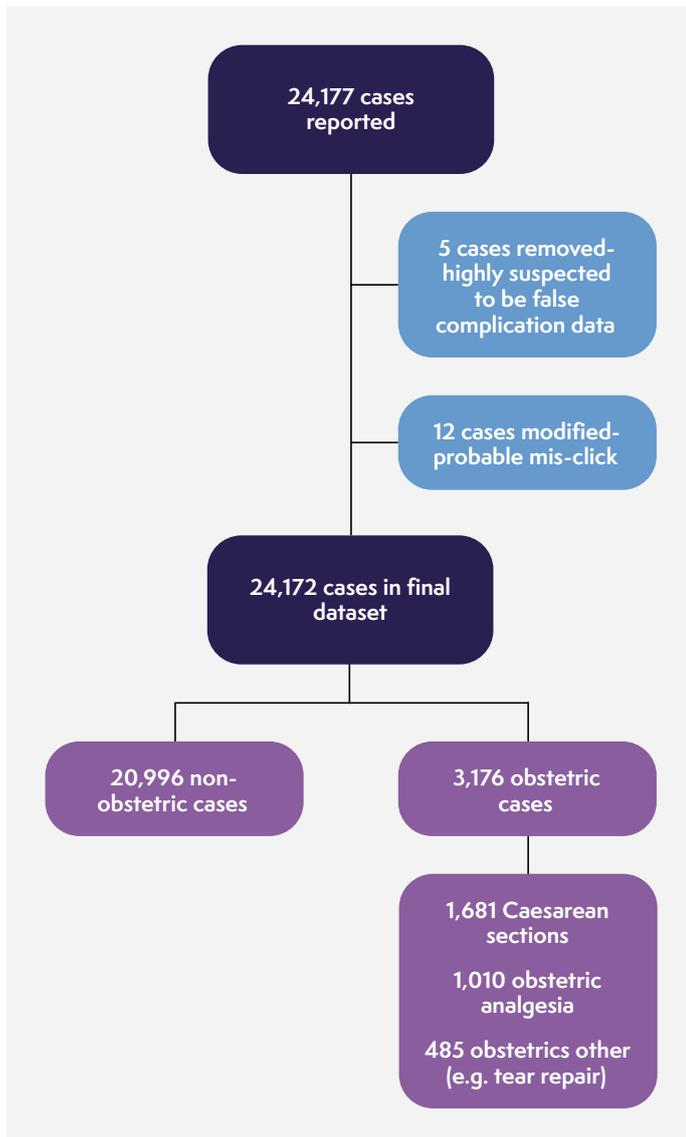 24,177 cases
reported
5 cases removed-
highly suspected
to be false
complication data
12 cases modified-
probable mis-click
24,172 cases in final
dataset
20,996 non-
obstetric cases
3,176 obstetric
cases
1,681 Caesarean
sections
1,010 obstetric
analgesia
485 obstetrics other
(e.g. tear repair)